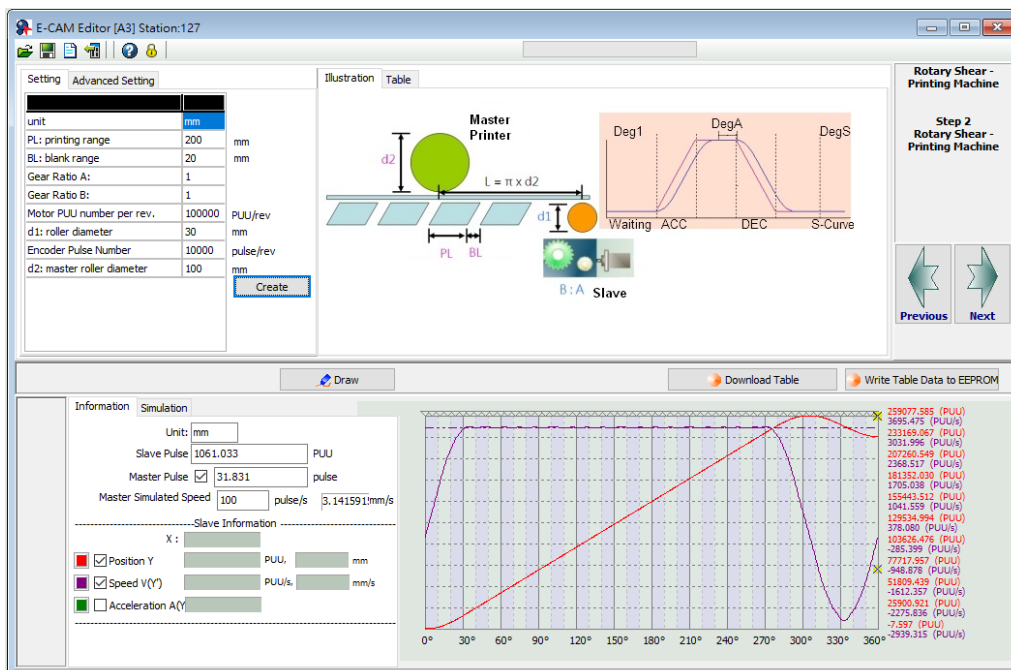 E-CAM Editor [A3] Station:127
Setting
Advanced Setting
unit
mm
PL: printing range
200
mm
BL: blank range
20
mm
Gear Ratio A:
1
Gear Ratio B:
1
Motor PUU number per rev.
100000
PUU/rev
d1: roller diameter
30
mm
Encoder Pulse Number
10000
pulse/rev
d2: master roller diameter
100
mm
Create
Illustration
Table
Master
Printer
d2
L = π x d2
d1
PL
BL
B : A
Slave
Deg1
DegA
DegS
Waiting
ACC
DEC
S-Curve
Rotary Shear -
Printing Machine
Step 2
Rotary Shear -
Printing Machine
Previous
Next
Draw
Download Table
Write Table Data to EEPROM
Information
Simulation
Unit:
mm
Slave Pulse
1061.033
PUU
Master Pulse
31.831
pulse
Master Simulated Speed
100
pulse/s
3.141591
mm/s
Slave Information
X :
Position Y
PUU,
mm
Speed V(Y')
PUU/s,
mm/s
Acceleration A(Y
259077.585 (PUU)
3695.475 (PUU/s)
233169.067 (PUU)
3031.996 (PUU/s)
207260.549 (PUU)
2368.517 (PUU/s)
181352.030 (PUU)
1705.038 (PUU/s)
155443.512 (PUU)
1041.559 (PUU/s)
129534.994 (PUU)
378.080 (PUU/s)
103626.476 (PUU)
-285.399 (PUU/s)
77717.957 (PUU)
-948.878 (PUU/s)
51809.439 (PUU)
-1612.357 (PUU/s)
25900.921 (PUU)
-2275.836 (PUU/s)
-7.597 (PUU)
-2939.315 (PUU/s)
0° 30° 60° 90° 120° 150° 180° 210° 240° 270° 300° 330° 360°